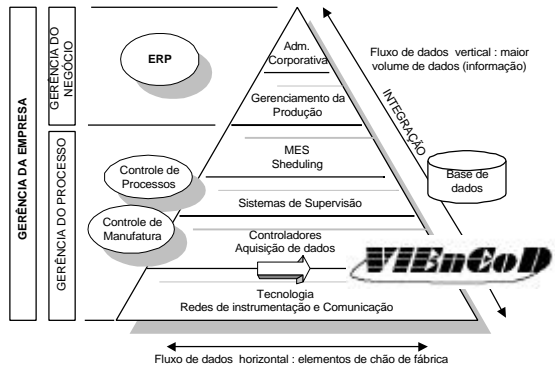 GERÊNCIA DA EMPRESA
GERÊNCIA DO
NEGÓCIO
GERÊNCIA DO PROCESSO
ERP
Controle de
Processos
Controle de
Manufatura
Adm.
Corporativa
Gerenciamento da
Produção
MES
Sheduling
Sistemas de Supervisão
Controladores
Aquisição de dados
Tecnologia
Redes de instrumentação e Comunicação
INTEGRAÇÃO
Fluxo de dados vertical : maior
volume de dados (informação)
Base de
dados
VIEnCoD
Fluxo de dados horizontal : elementos de chão de fábrica